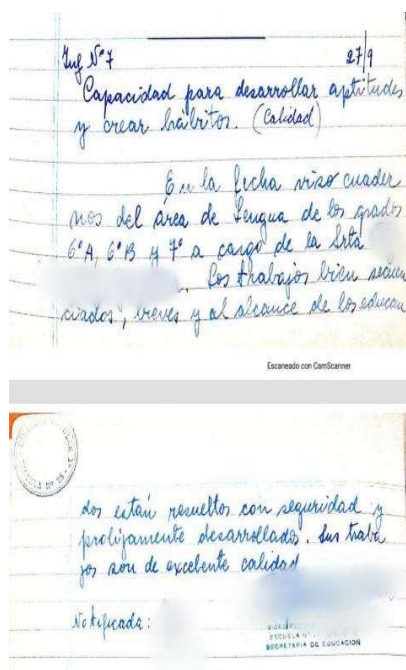 Inf N° 7 27/9
Capacidad para desarrollar aptitudes
y crear hábitos. (Calidad)
En la fecha viso cuader
nos del área de Lengua de los grados
6°A, 6°B y 7° a cargo de la Srta
. Los trabajos bien secuen
ciados, breves y al alcance de los educan
Escaneado con CamScanner
dos están resueltos con seguridad y
prolijamente desarrollados. Sus traba
jos son de excelente calidad
Notificada:
ESCUELA N°
SECRETARIA DE EDUCACION